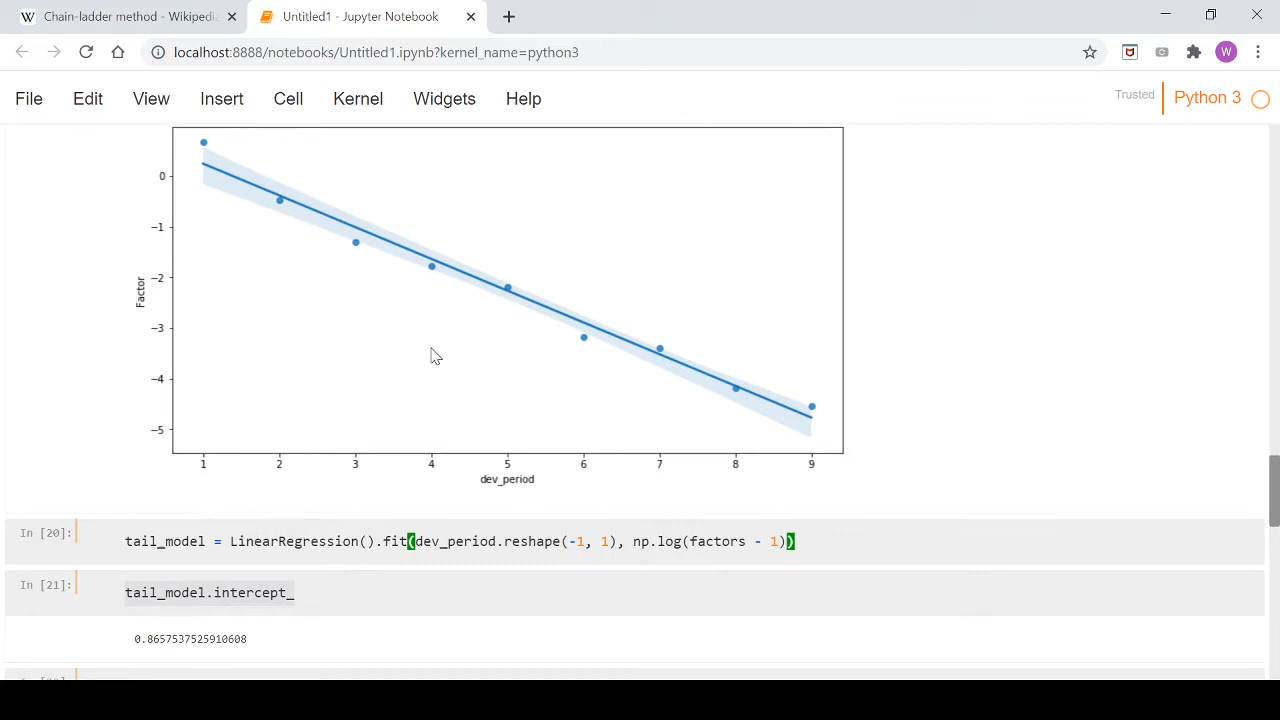 Chain-ladder method - Wikipedia
Untitled1 - Jupyter Notebook
localhost:8888/notebooks/Untitled1.ipynb?kernel_name=python3
W
File Edit View Insert Cell Kernel Widgets Help
Trusted
Python 3
0
−1
−2
−3
−4
−5
Factor
1 2 3 4 5 6 7 8 9
dev_period
In [20]: tail_model = LinearRegression().fit(dev_period.reshape(-1, 1), np.log(factors - 1))
In [21]: tail_model.intercept_
0.8657537525910608